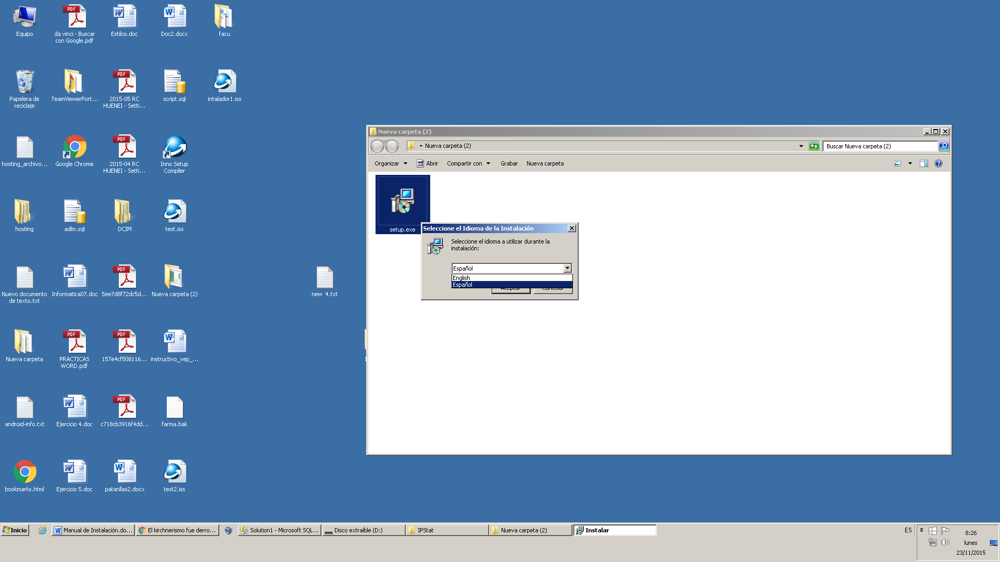 Equipo
da vinci - Buscar
con Google.pdf
Estilos.doc
Doc2.docx
facu
Papelera de
reciclaje
TeamViewerPort...
2015-05 RC
HUENEI - Setti...
script.sql
intalador1.iss
hosting_archivo...
Google Chrome
2015-04 RC
HUENEI - Setti...
Inno Setup
Compiler
hosting
adlm.sql
DCIM
test.iss
Nuevo documento
de texto.txt
Informatica07.doc
5ee7d8f72dc5d...
Nueva carpeta (2)
new 4.txt
Nueva carpeta
PRACTICAS
WORD.pdf
157e4cf508116...
instructivo_vep_...
android-info.txt
Ejercicio 4.doc
c718cb3916f4dd...
farma.bak
bookmarks.html
Ejercicio 5.doc
patanllas2.docx
test2.iss
Nueva carpeta (2)
Nueva carpeta (2)
Buscar Nueva carpeta (2)
Organizar
Abrir
Compartir con
Grabar
Nueva carpeta
setup.exe
Seleccione el Idioma de la Instalación
Seleccione el idioma a utilizar durante la
instalación:
Español
English
Español
Aceptar
Cancelar
Inicio
Manual de Instalación.do...
El kirchnerismo fue derro...
Solution1 - Microsoft SQL...
Disco extraíble (D:)
IPStat
Nueva carpeta (2)
Instalar
ES
8:26
lunes
23/11/2015